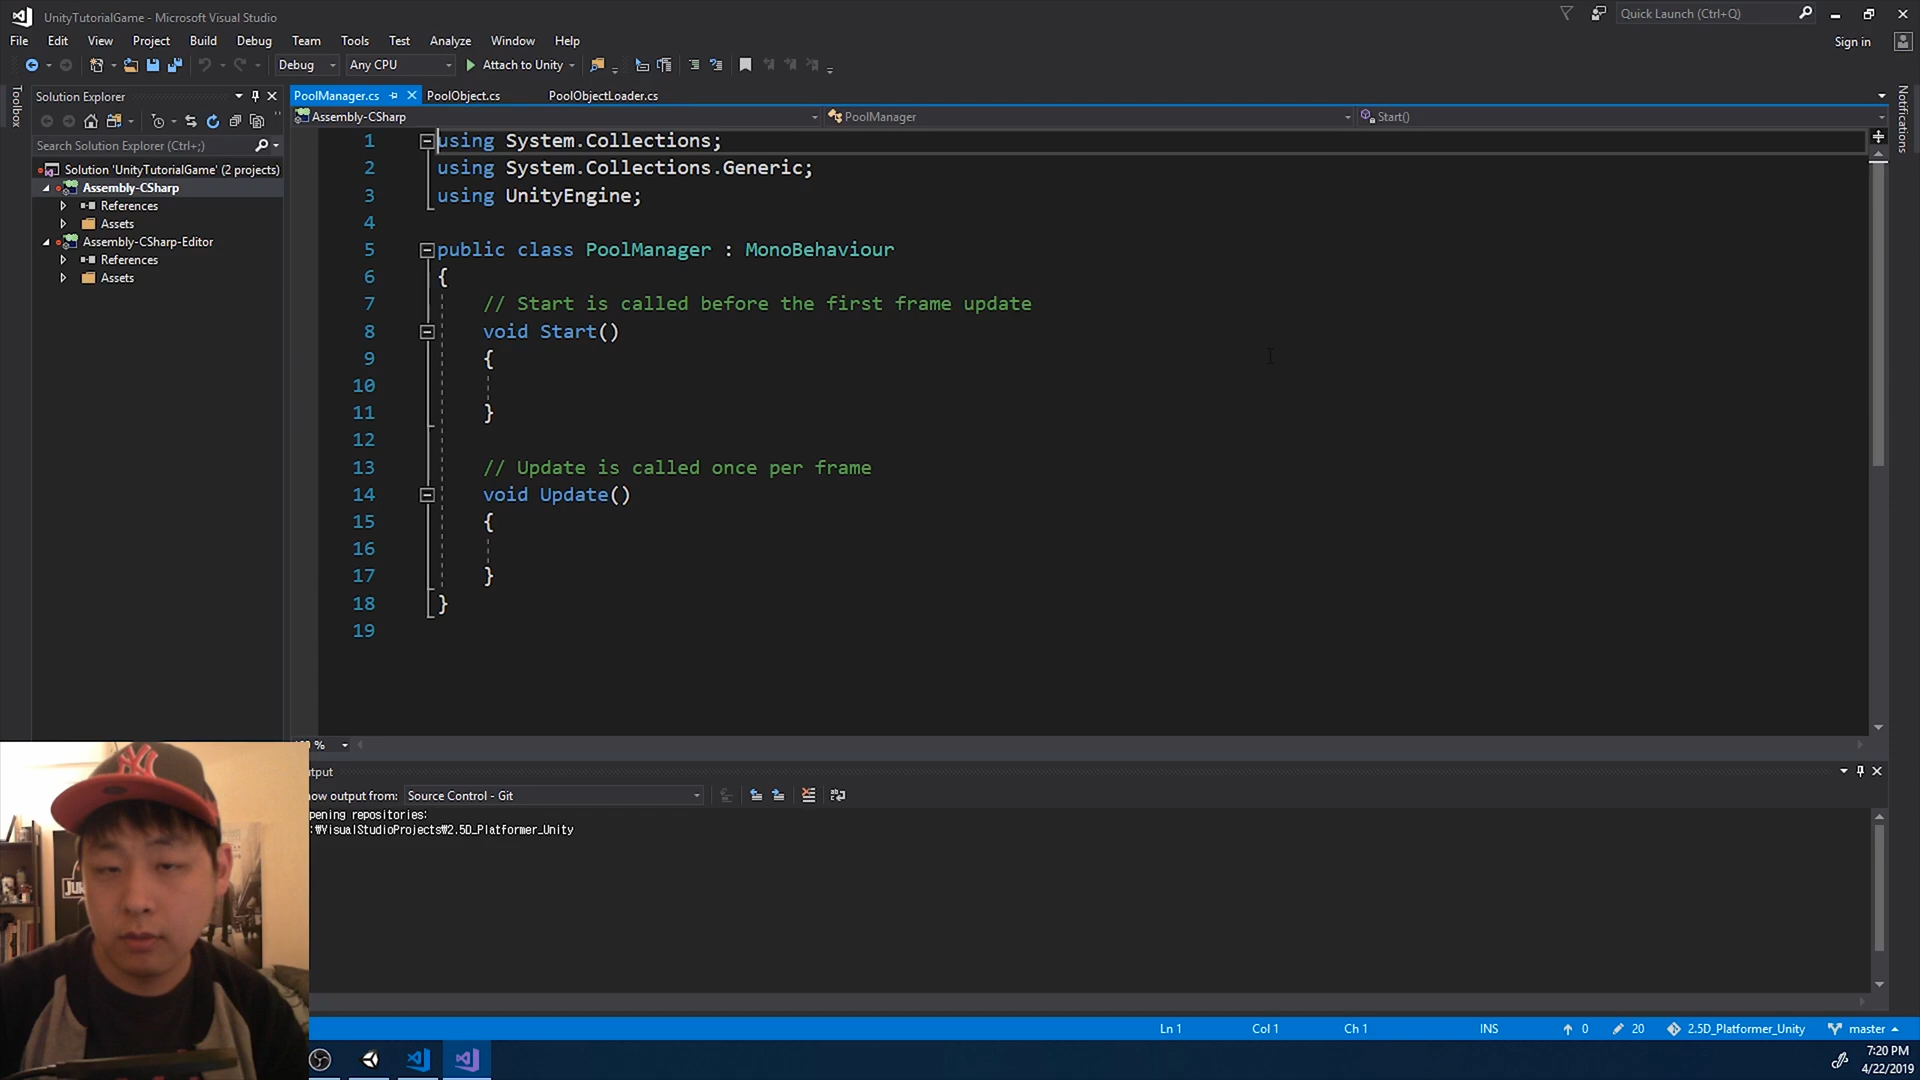 UnityTutorialGame - Microsoft Visual Studio
Quick Launch (Ctrl+Q)
File Edit View Project Build Debug Team Tools Test Analyze Window Help
Sign in
Debug Any CPU Attach to Unity
Toolbox
Solution Explorer
PoolManager.cs PoolObject.cs PoolObjectLoader.cs
Notifications
Assembly-CSharp PoolManager Start()
Search Solution Explorer (Ctrl+;)
Solution 'UnityTutorialGame' (2 projects)
Assembly-CSharp
References
Assets
Assembly-CSharp-Editor
References
Assets
1 using System.Collections;
2 using System.Collections.Generic;
3 using UnityEngine;
4
5 public class PoolManager : MonoBehaviour
6 {
7 // Start is called before the first frame update
8 void Start()
9 {
10
11 }
12
13 // Update is called once per frame
14 void Update()
15 {
16
17 }
18 }
19
%
utput
how output from: Source Control - Git
pening repositories:
:₩VisualStudioProjects₩2.5D_Platformer_Unity
Ln 1 Col 1 Ch 1 INS 0 20 2.5D_Platformer_Unity master
7:20 PM
4/22/2019